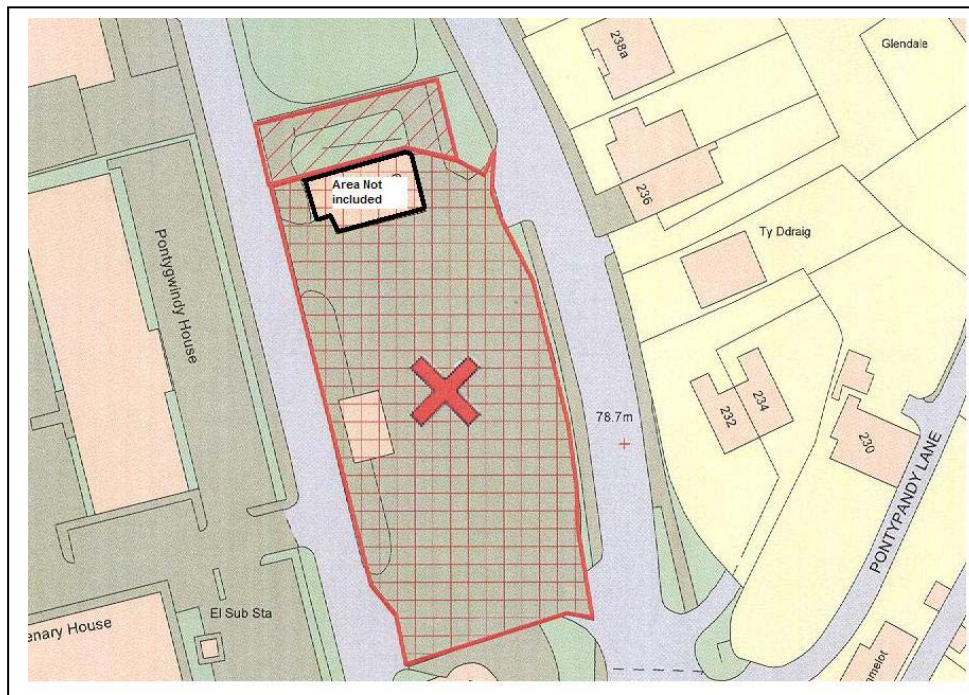 238a
Glendale
236
Area Not
included
Ty Ddraig
Pontygwindy House
78.7m
232
234
230
PONTYPANDY LANE
El Sub Sta
enary House
melot